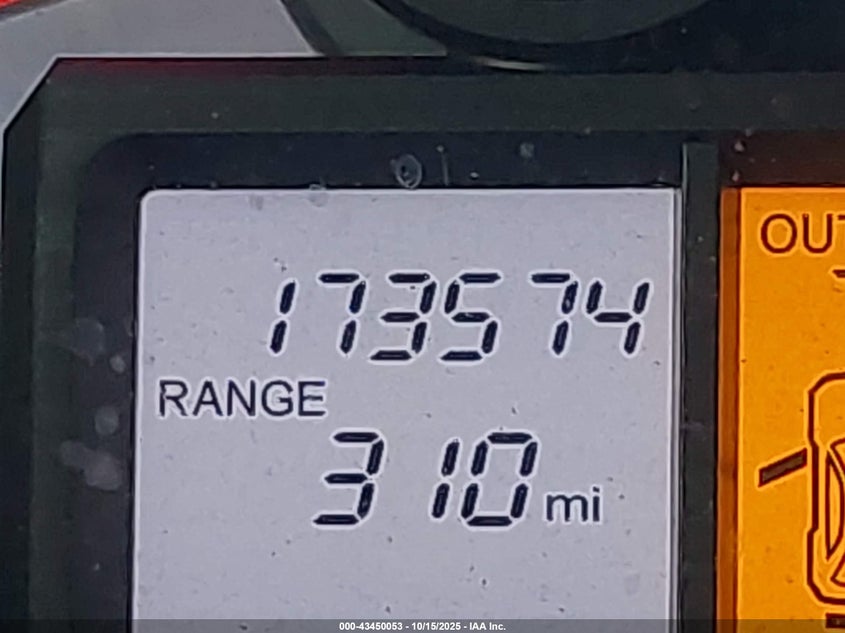 173574
RANGE
310 mi
OUT
000-43450053 - 10/15/2025 - IAA Inc.